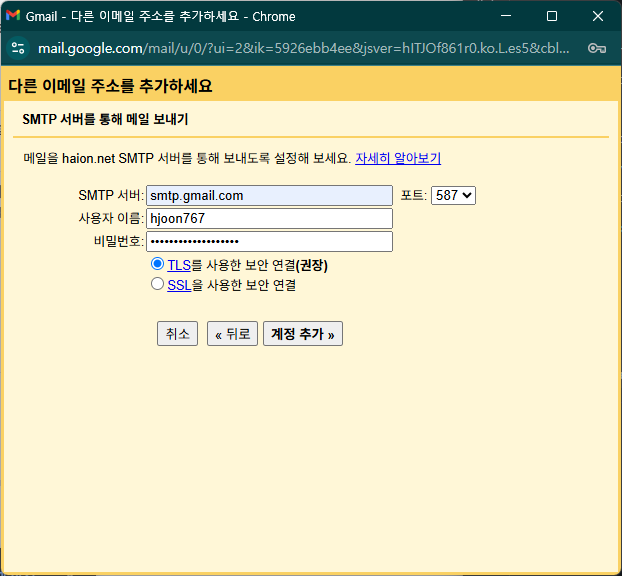 Gmail - 다른 이메일 주소를 추가하세요 - Chrome
mail.google.com/mail/u/0/?ui=2&ik=5926ebb4ee&jsver=hITJOf861r0.ko.L.es5&cbl...
다른 이메일 주소를 추가하세요
SMTP 서버를 통해 메일 보내기
메일을 haion.net SMTP 서버를 통해 보내도록 설정해 보세요. 자세히 알아보기
SMTP 서버: smtp.gmail.com 포트: 587
사용자 이름: hjoon767
비밀번호: •••••••••••••••••••
TLS를 사용한 보안 연결(권장)
SSL을 사용한 보안 연결
취소 « 뒤로 계정 추가 »